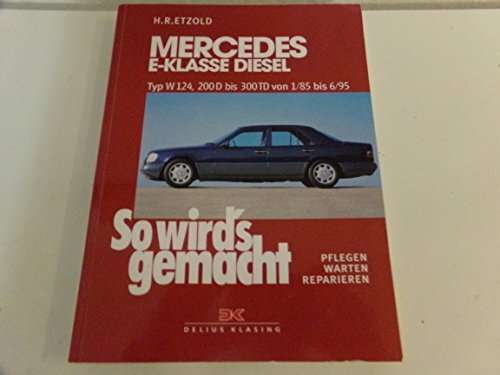 H.R.ETZOLD
MERCEDES
E-KLASSE DIESEL
Typ W 124, 200 D bis 300 TD von 1/85 bis 6/95
So wird's
gemacht
PFLEGEN
WARTEN
REPARIEREN
DK
DELIUS KLASING